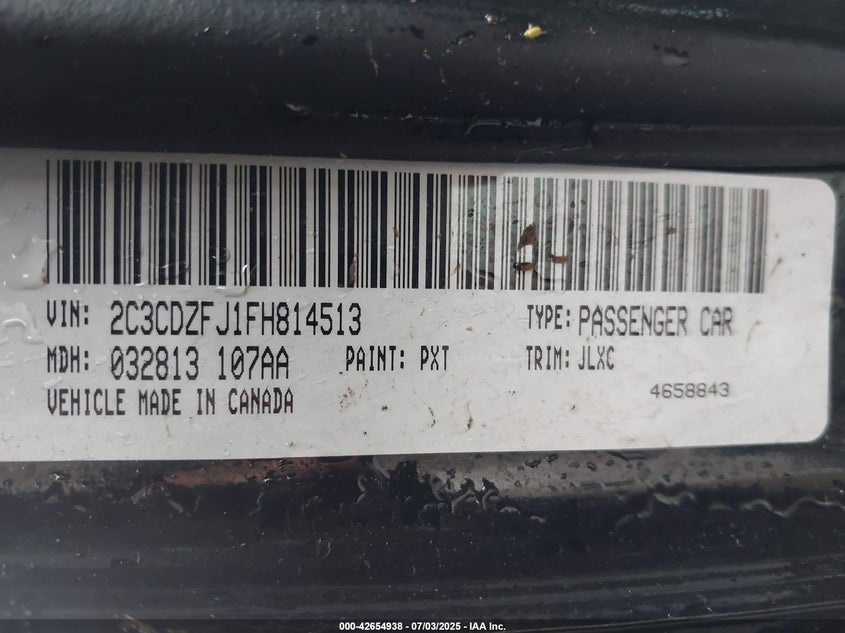 VIN: 2C3CDZFJ1FH814513 TYPE: PASSENGER CAR
MDH: 032813 107AA PAINT: PXT TRIM: JLXC
VEHICLE MADE IN CANADA 4658843
000-42654938 - 07/03/2025 - IAA Inc.